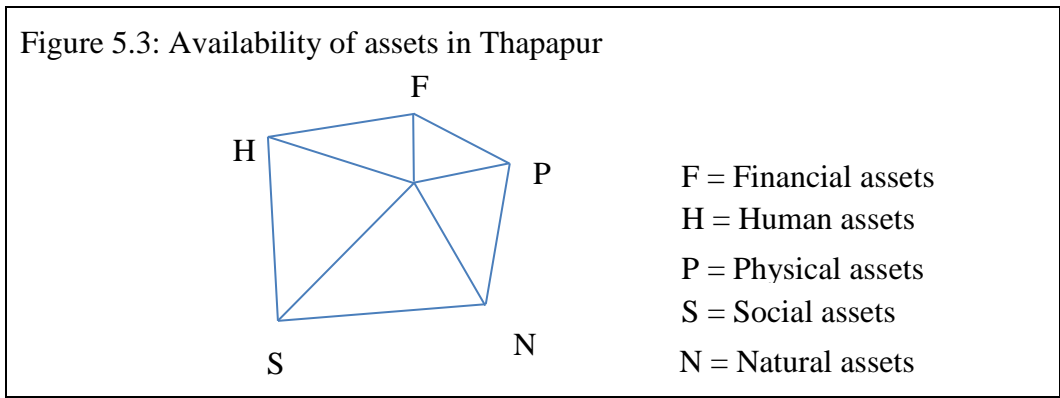 Figure 5.3: Availability of assets in Thapapur
F
H
P
S
N
F = Financial assets
H = Human assets
P = Physical assets
S = Social assets
N = Natural assets